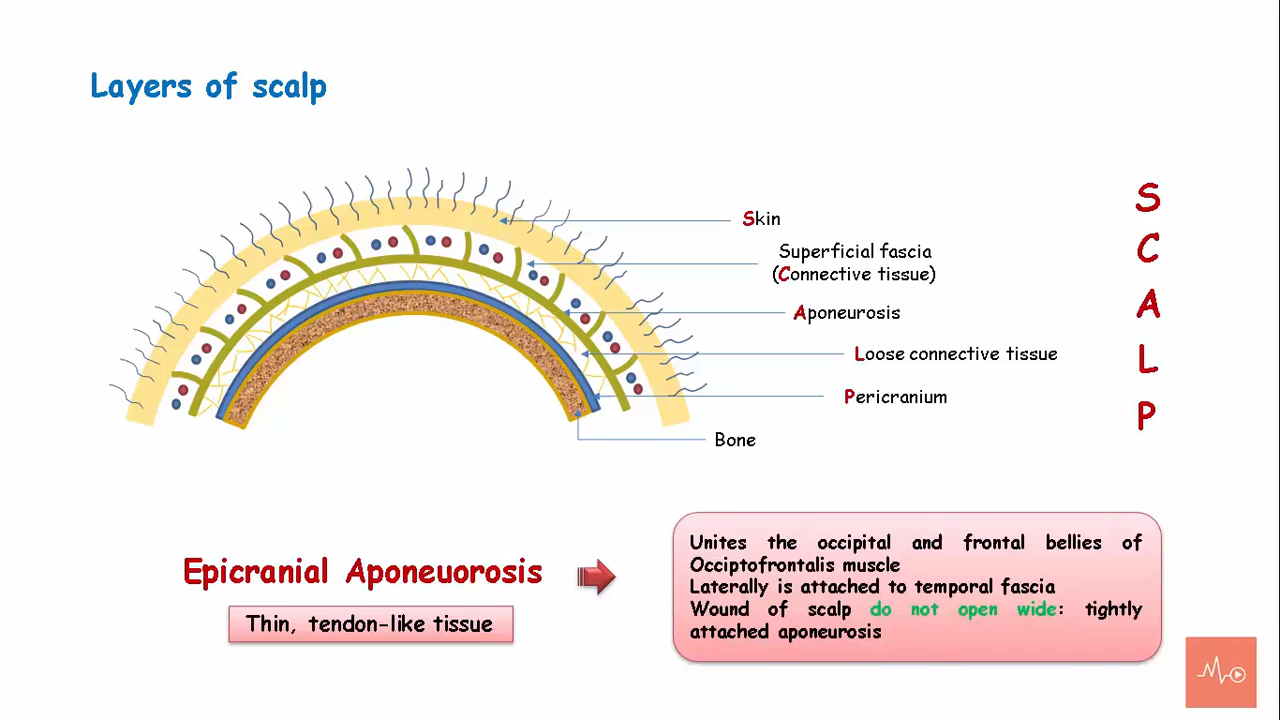 Layers of scalp
Skin
Superficial fascia
(Connective tissue)
Aponeurosis
Loose connective tissue
Pericranium
Bone
S
C
A
L
P
Epicranial Aponeuorosis
Thin, tendon-like tissue
Unites the occipital and frontal bellies of
Occiptofrontalis muscle
Laterally is attached to temporal fascia
Wound of scalp do not open wide: tightly
attached aponeurosis